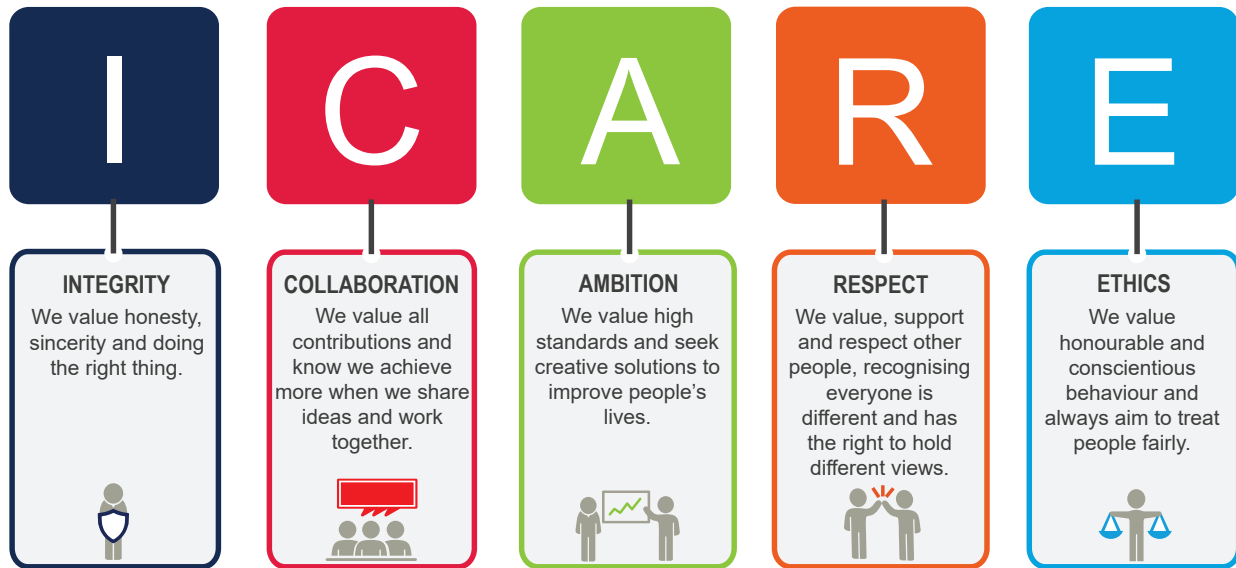 I
C
A
R
E
INTEGRITY
We value honesty,
sincerity and doing
the right thing.
COLLABORATION
We value all
contributions and
know we achieve
more when we share
ideas and work
together.
AMBITION
We value high
standards and seek
creative solutions to
improve people’s
lives.
RESPECT
We value, support
and respect other
people, recognising
everyone is
different and has
the right to hold
different views.
ETHICS
We value
honourable and
conscientious
behaviour and
always aim to treat
people fairly.